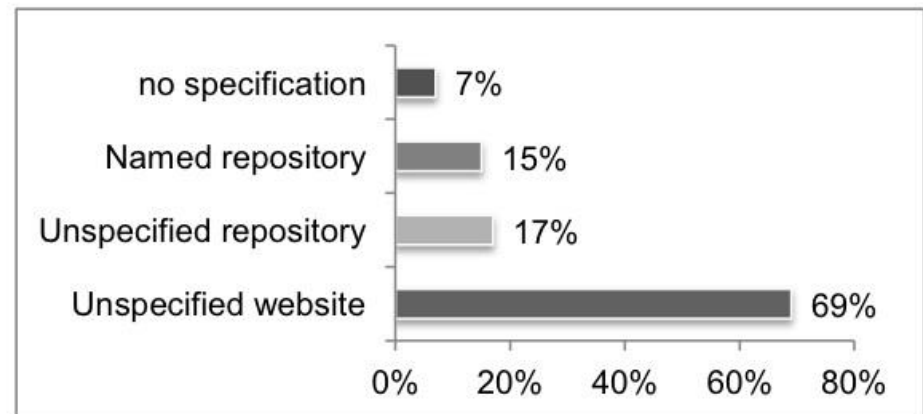 no specification 7%
Named repository 15%
Unspecified repository 17%
Unspecified website 69%
0% 20% 40% 60% 80%